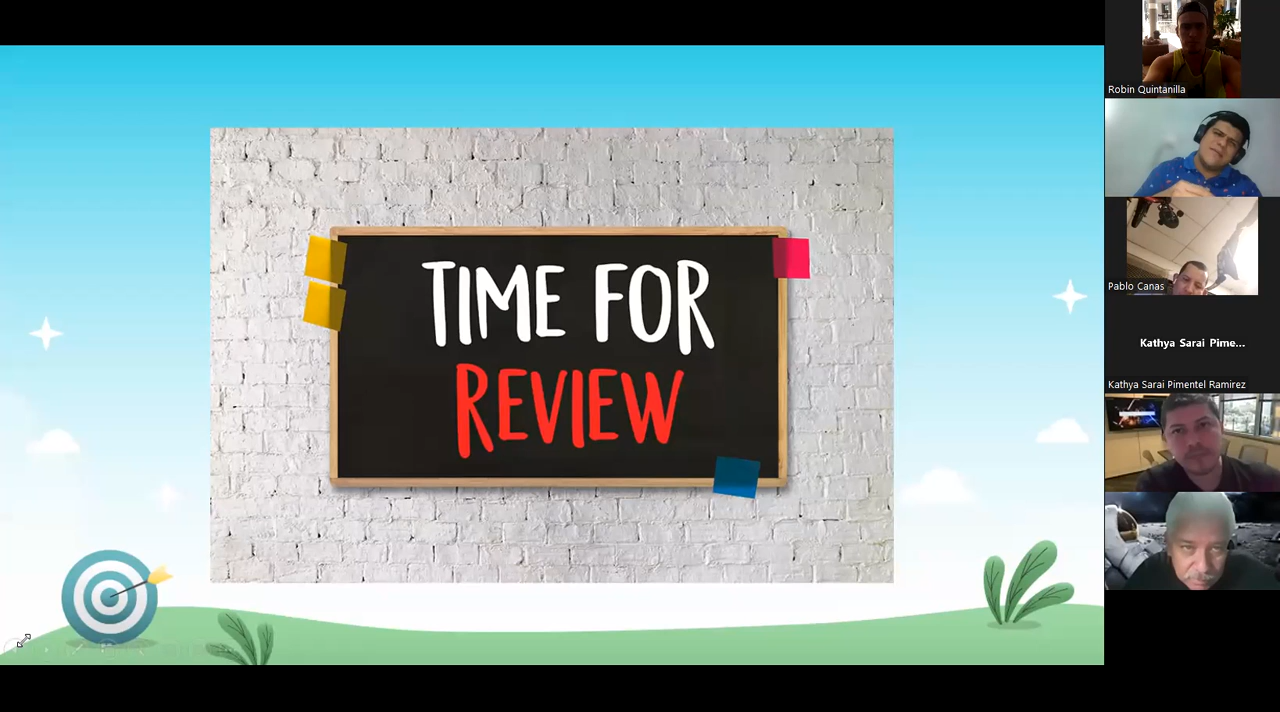 TIME FOR
REVIEW
Robin Quintanilla
Pablo Canas
Kathya Sarai Pime...
Kathya Sarai Pimentel Ramirez